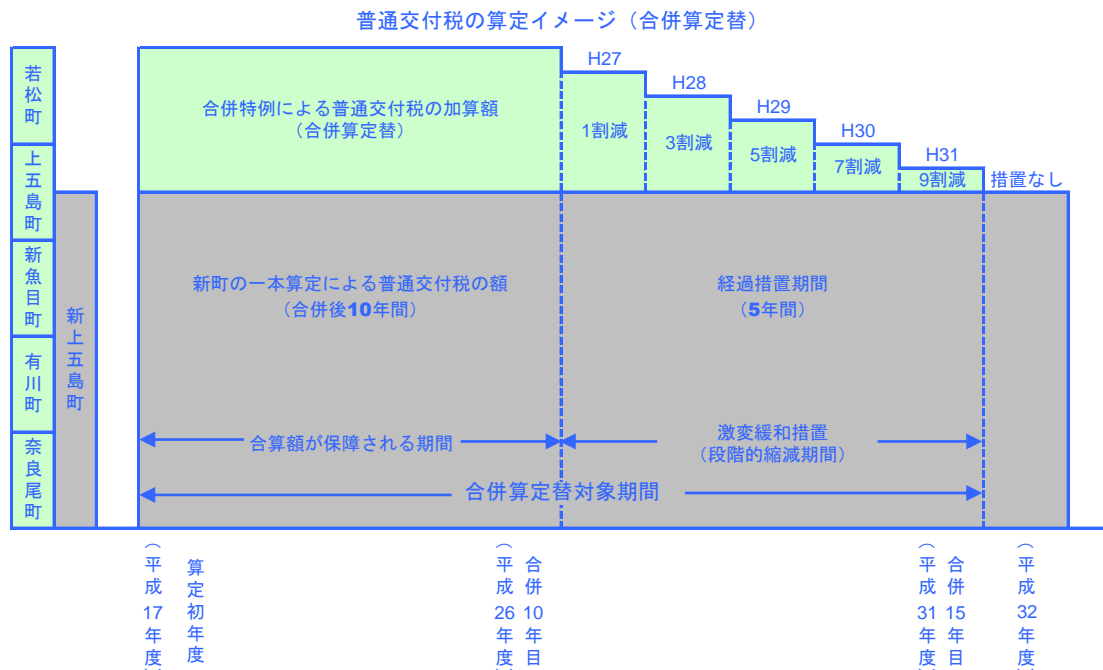 普通交付税の算定イメージ（合併算定替）
若松町
上五島町
新魚目町
有川町
奈良尾町
新上五島町
合併特例による普通交付税の加算額
（合併算定替）
H27
1割減
H28
3割減
H29
5割減
H30
7割減
H31
9割減
措置なし
新町の一本算定による普通交付税の額
（合併後10年間）
経過措置期間
（5年間）
合算額が保障される期間
激変緩和措置
（段階的縮減期間）
合併算定替対象期間
算定初年度
（平成17年度）
合併10年目
（平成26年度）
合併15年目
（平成31年度）
（平成32年度）